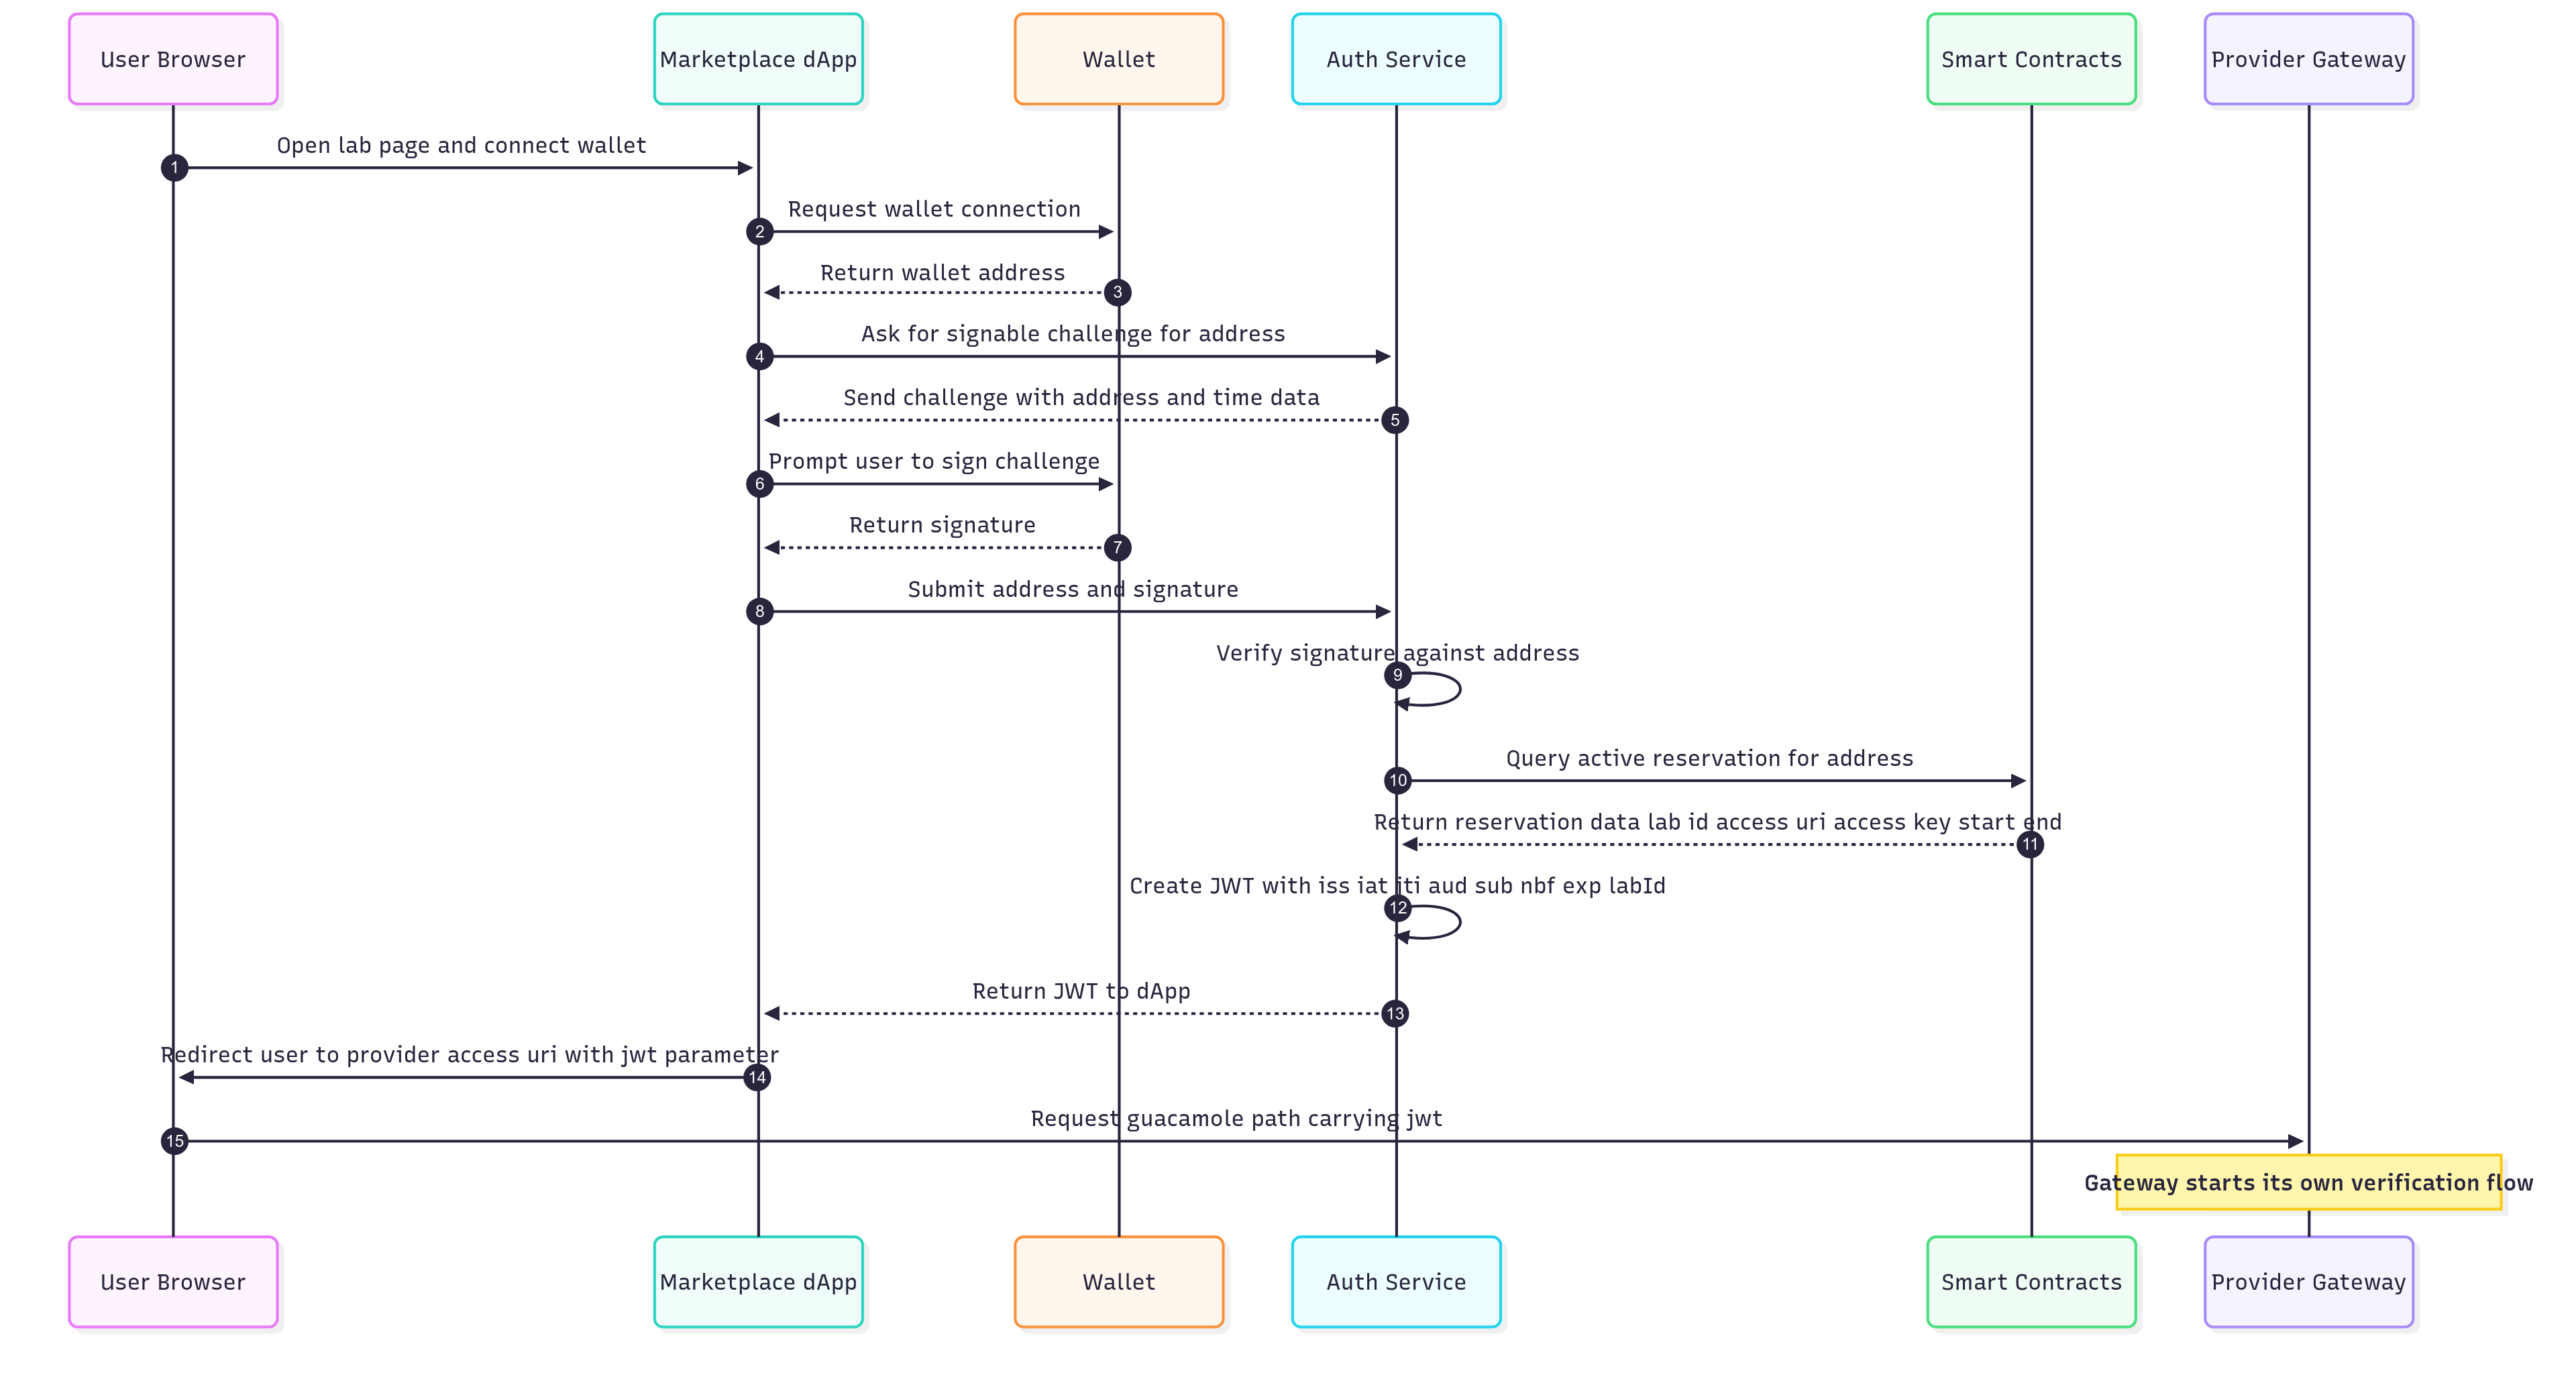 User Browser
Marketplace dApp
Wallet
Auth Service
Smart Contracts
Provider Gateway
Open lab page and connect wallet
1
Request wallet connection
2
Return wallet address
3
Ask for signable challenge for address
4
Send challenge with address and time data
5
Prompt user to sign challenge
6
Return signature
7
Submit address and signature
8
Verify signature against address
9
Query active reservation for address
10
Return reservation data lab id access uri access key start end
11
Create JWT with iss iat jti aud sub nbf exp labId
12
Return JWT to dApp
13
Redirect user to provider access uri with jwt parameter
14
Request guacamole path carrying jwt
15
Gateway starts its own verification flow
User Browser
Marketplace dApp
Wallet
Auth Service
Smart Contracts
Provider Gateway